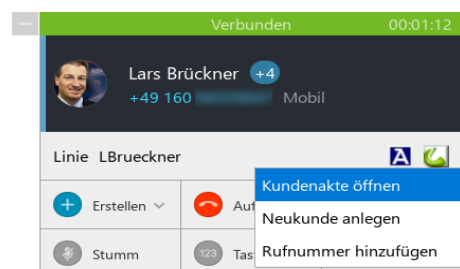 Verbunden 00:01:12
Lars Brückner +4
+49 160 Mobil
Linie LBrueckner
Kundenakte öffnen
Erstellen
Neukunde anlegen
Stumm 123
Rufnummer hinzufügen